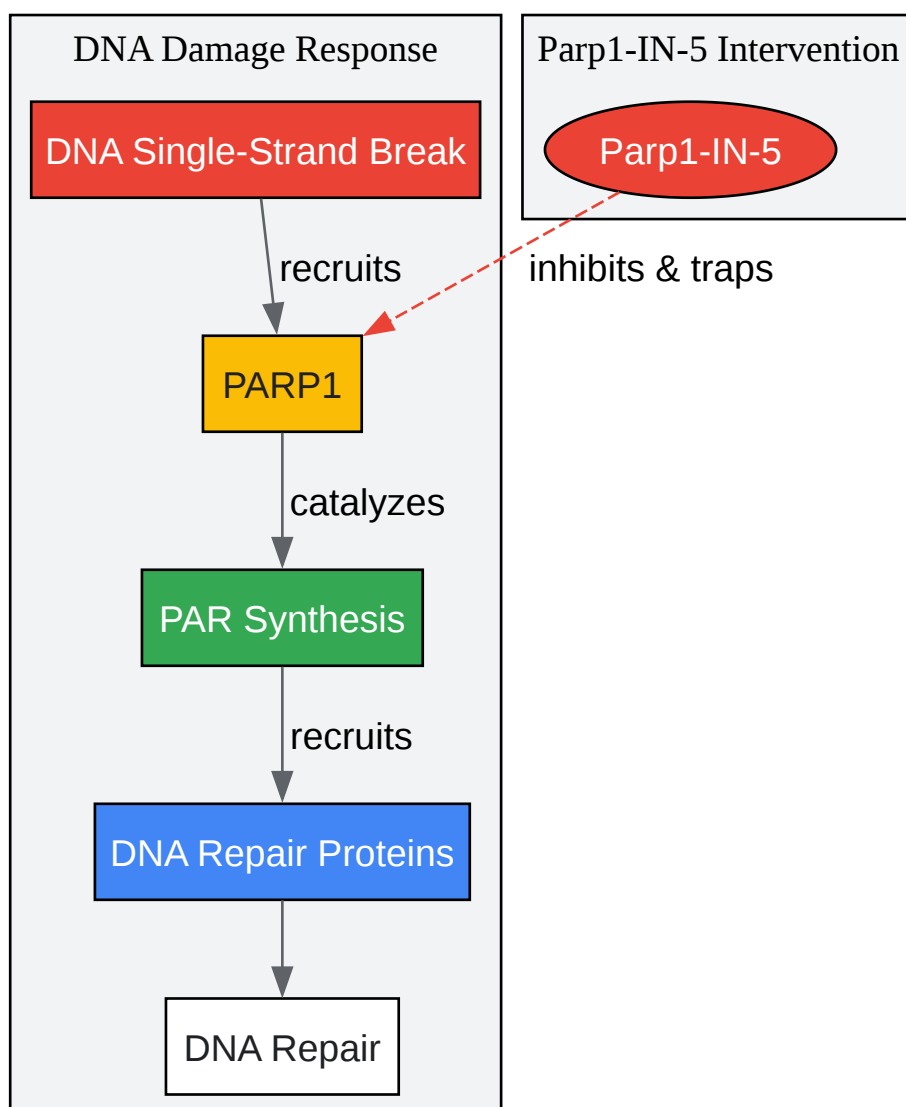 DNA Damage Response
Parp1-IN-5 Intervention
DNA Single-Strand Break
Parp1-IN-5
recruits
inhibits & traps
PARP1
catalyzes
PAR Synthesis
recruits
DNA Repair Proteins
DNA Repair